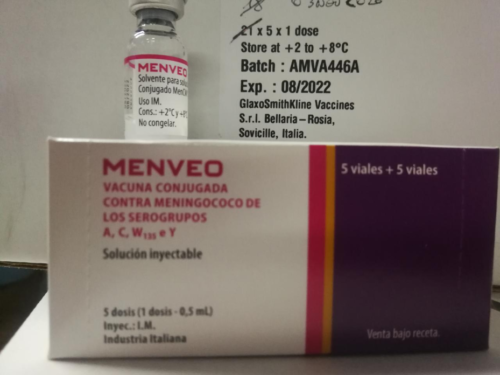 21 x 5 x 1 dose
Store at +2 to +8°C
Batch : AMVA446A
Exp. : 08/2022
GlaxoSmithKline Vaccines
S.r.l. Bellaria-Rosia,
Sovicille, Italia.
MENVEO
Solvente para
Conjugado
Uso IM.
Cons.: +2°C y
No congelar.
MENVEO
VACUNA CONJUGADA
CONTRA MENINGOCOCO DE
LOS SEROGRUPOS
A, C, W135 e Y
Solución inyectable
5 dosis (1 dosis - 0,5 mL)
Inyec.: I.M.
Industria Italiana
5 viales + 5 viales
Venta bajo receta.